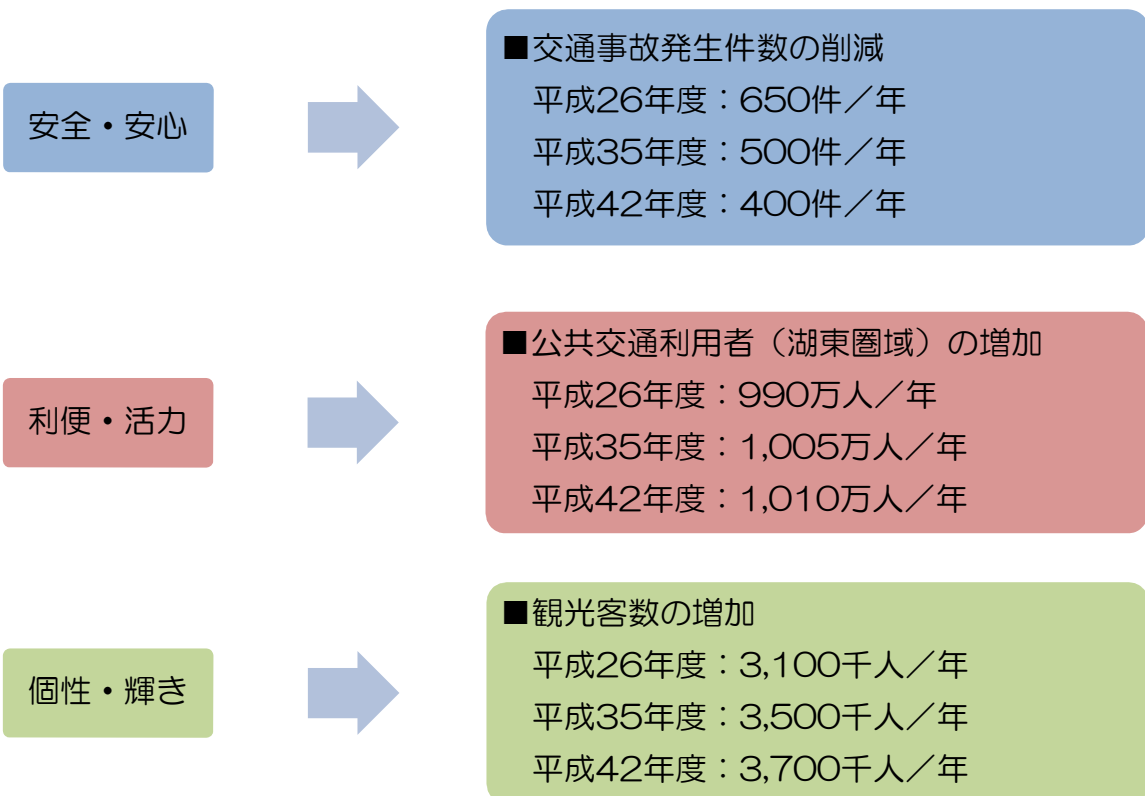 安全・安心
■交通事故発生件数の削減
平成26年度：650件／年
平成35年度：500件／年
平成42年度：400件／年
利便・活力
■公共交通利用者（湖東圏域）の増加
平成26年度：990万人／年
平成35年度：1,005万人／年
平成42年度：1,010万人／年
個性・輝き
■観光客数の増加
平成26年度：3,100千人／年
平成35年度：3,500千人／年
平成42年度：3,700千人／年